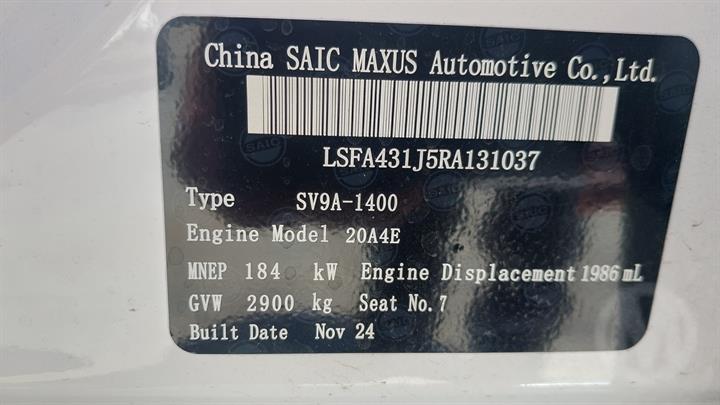 China SAIC MAXUS Automotive Co.,Ltd.
LSFA431J5RA131037
Type SV9A-1400
Engine Model 20A4E
MNEP 184 kW Engine Displacement 1986 mL
GVW 2900 kg Seat No. 7
Built Date Nov 24